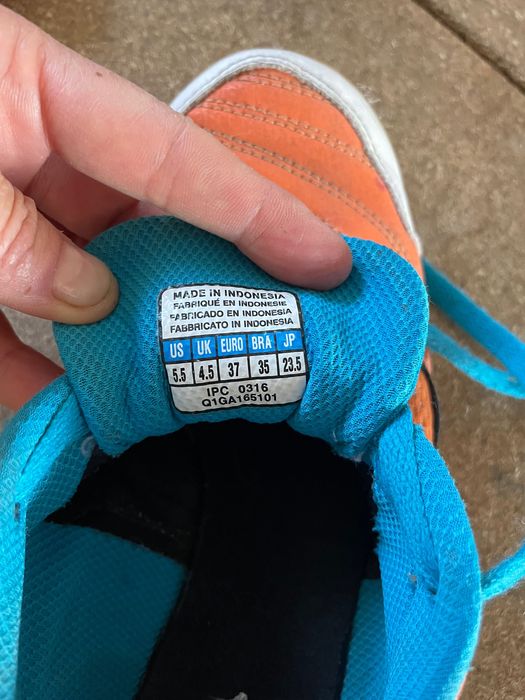 MADE IN INDONESIA
FABRIQUÉ EN INDONESIE
FABRICADO EN INDONESIA
FABBRICATO IN INDONESIA
US UK EURO BRA JP
5.5 4.5 37 35 23.5
IPC 0316
Q1GA165101